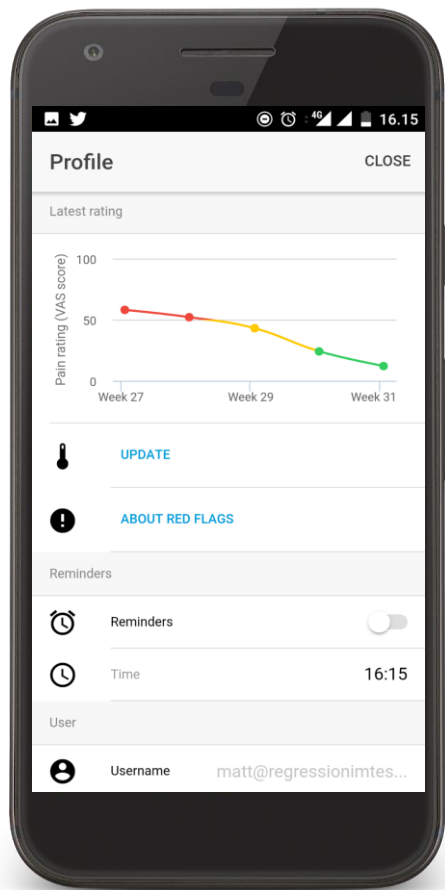 4G 16.15
Profile CLOSE
Latest rating
Pain rating (VAS score)
100
50
0
Week 27 Week 29 Week 31
UPDATE
ABOUT RED FLAGS
Reminders
Reminders
Time 16:15
User
Username matt@regressionimtes...